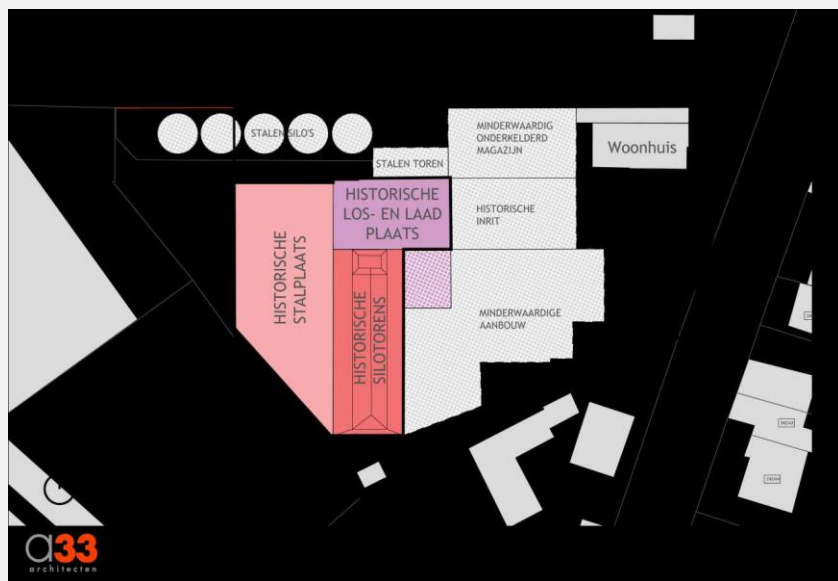 STALEN SILO'S
MINDERWAARDIG
ONDERKELDERD
MAGAZIJN
Woonhuis
STALEN TOREN
HISTORISCHE
LOS- EN LAAD
PLAATS
HISTORISCHE
INRIT
HISTORISCHE
STALPLAATS
HISTORISCHE
SILOTORENS
MINDERWAARDIGE
AANBOUW
a33
architecten